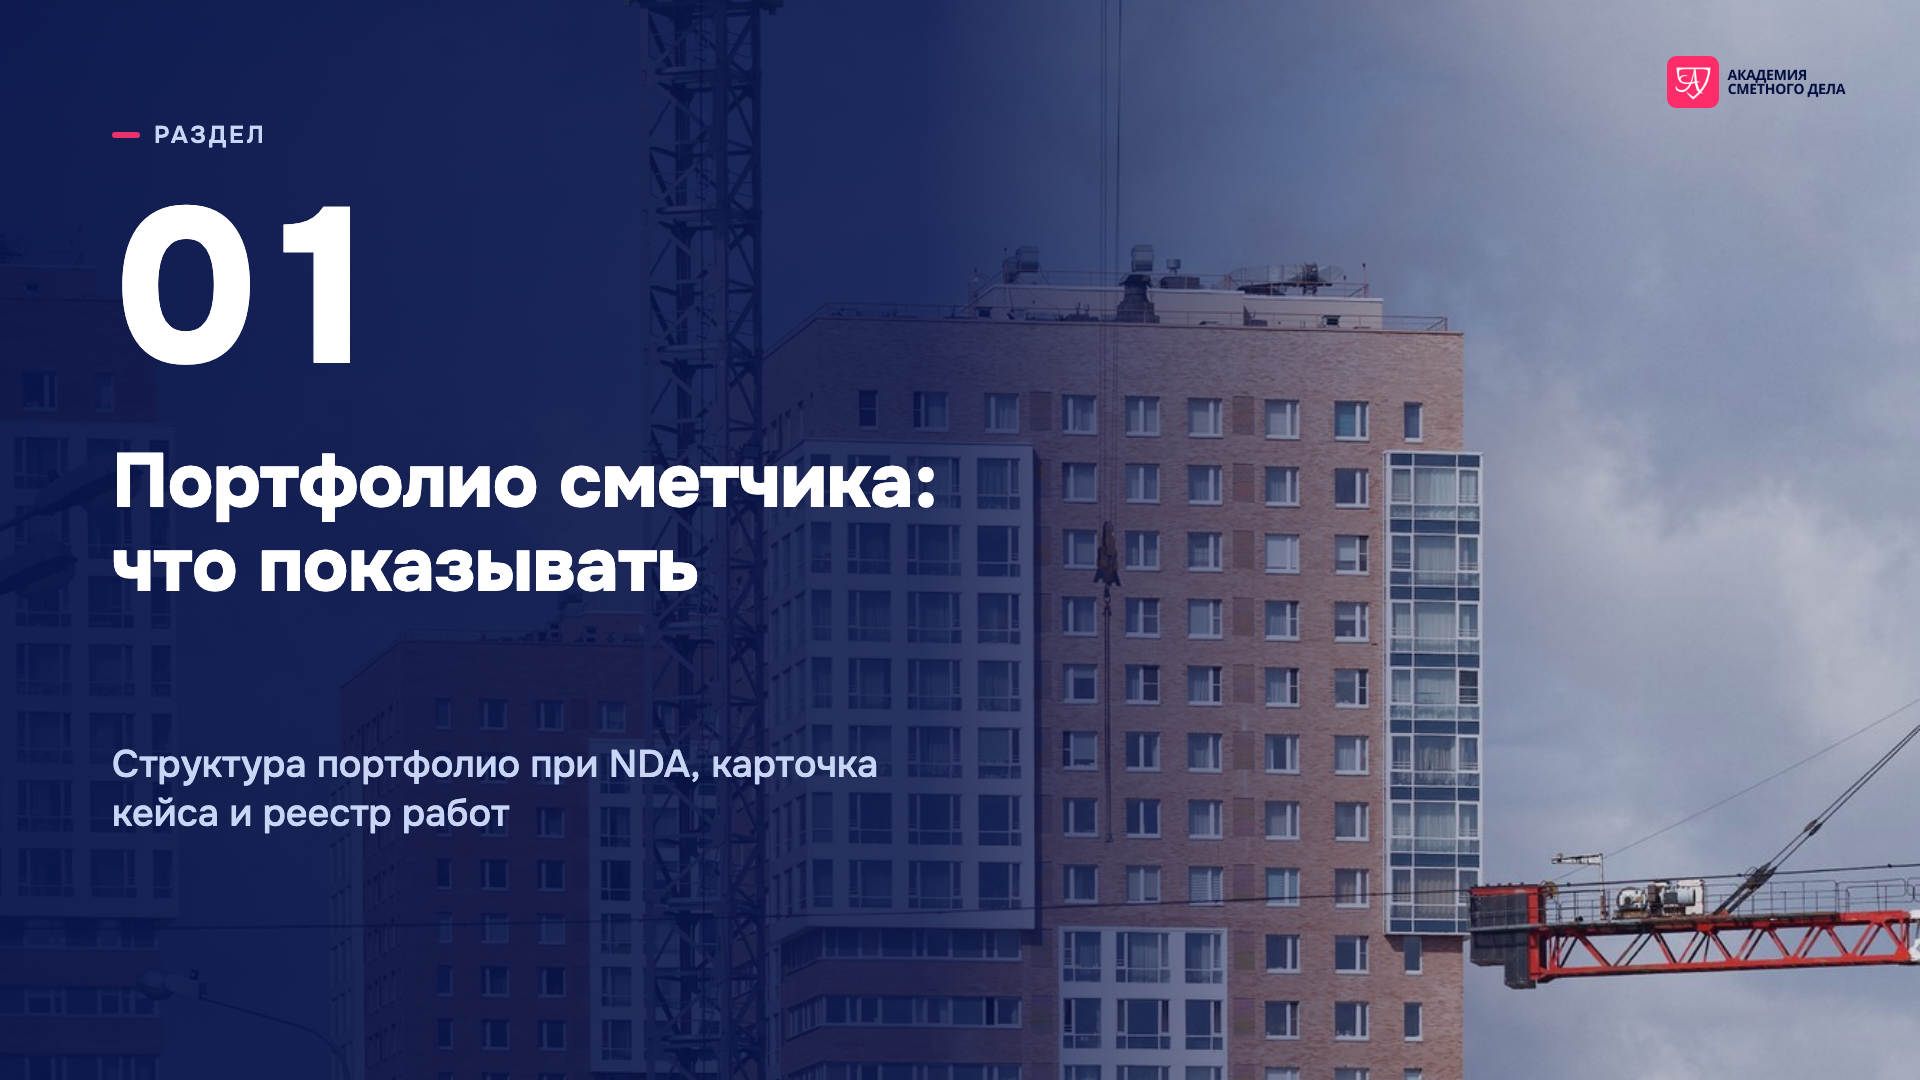 АКАДЕМИЯ
СМЕТНОГО ДЕЛА
РАЗДЕЛ
01
Портфолио сметчика:
что показывать
Структура портфолио при NDA, карточка
кейса и реестр работ